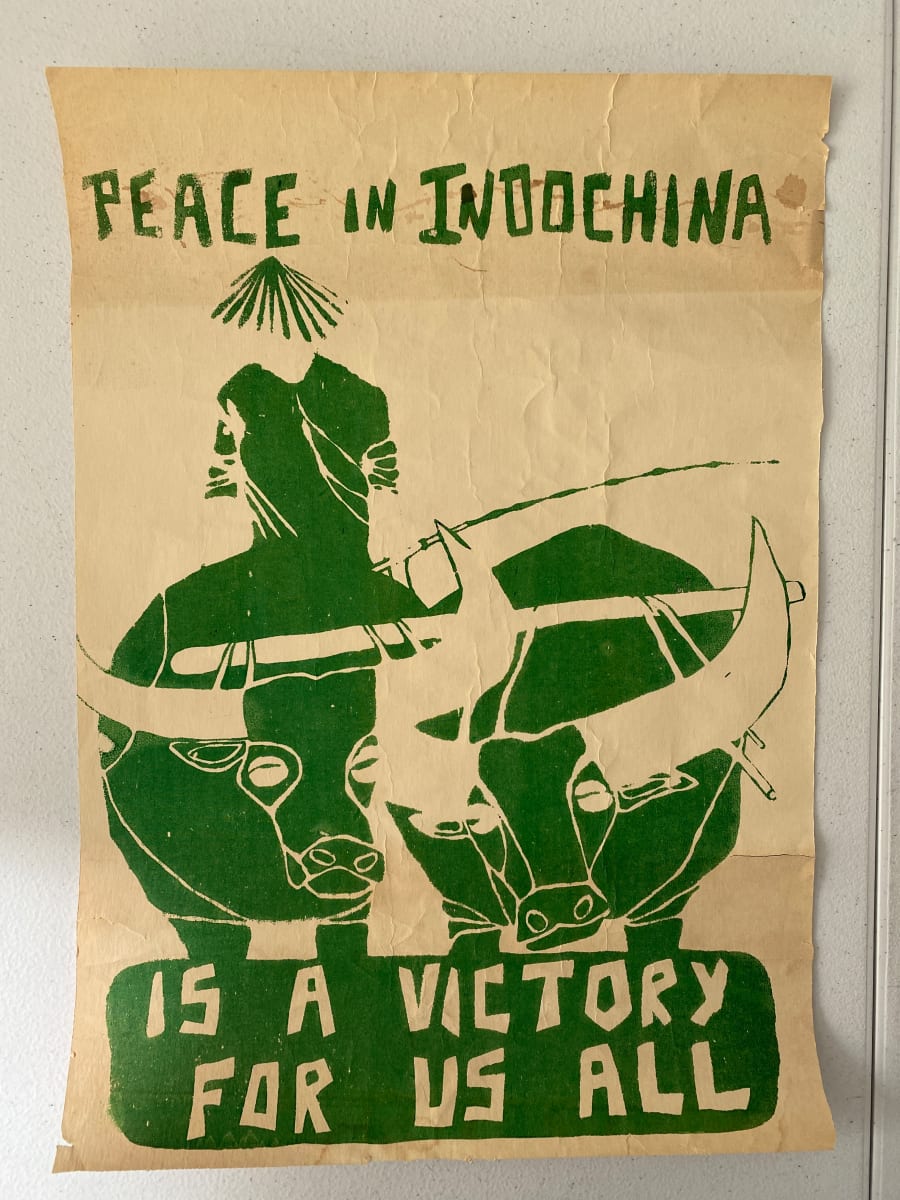 PEACE IN INDOCHINA
IS A VICTORY
FOR US ALL